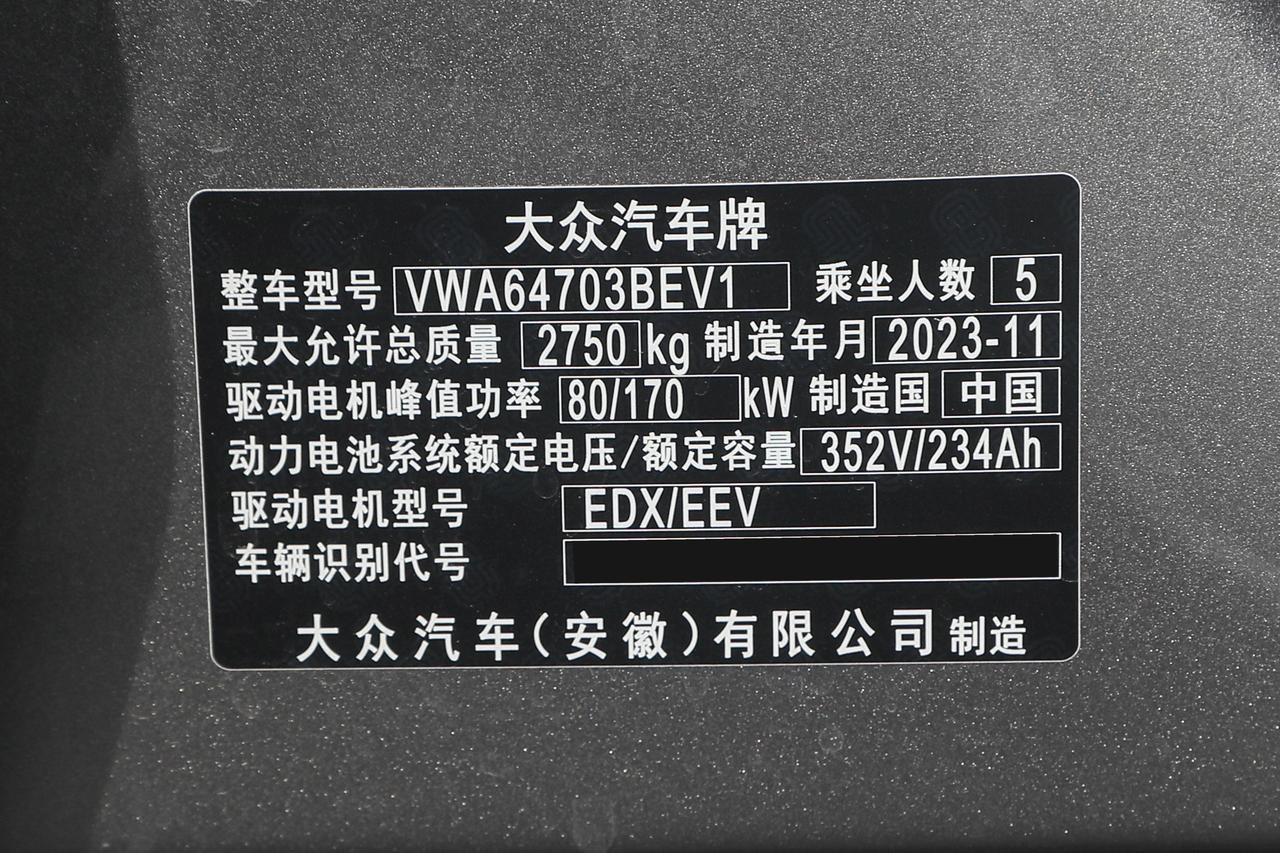 大众汽车牌
整车型号 VWA64703BEV1 乘坐人数 5
最大允许总质量 2750 kg 制造年月 2023-11
驱动电机峰值功率 80/170 kW 制造国 中国
动力电池系统额定电压/额定容量 352V/234Ah
驱动电机型号 EDX/EEV
车辆识别代号
大众汽车(安徽)有限公司 制造